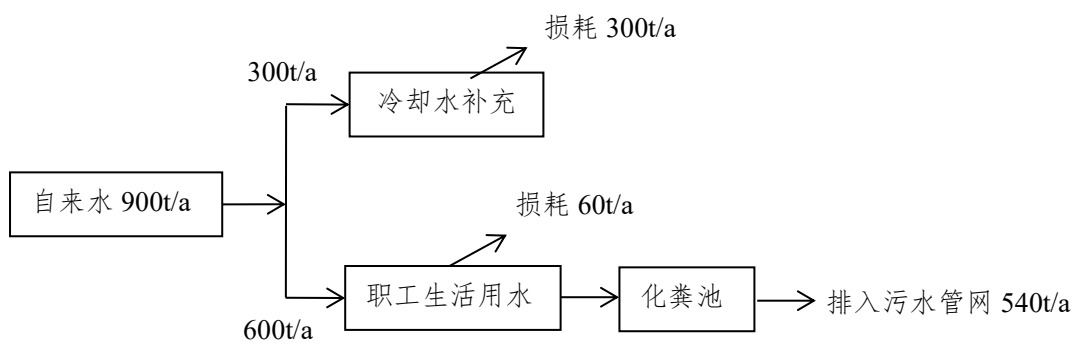 损耗 300t/a
300t/a
冷却水补充
自来水 900t/a
损耗 60t/a
职工生活用水
化粪池
排入污水管网 540t/a
600t/a